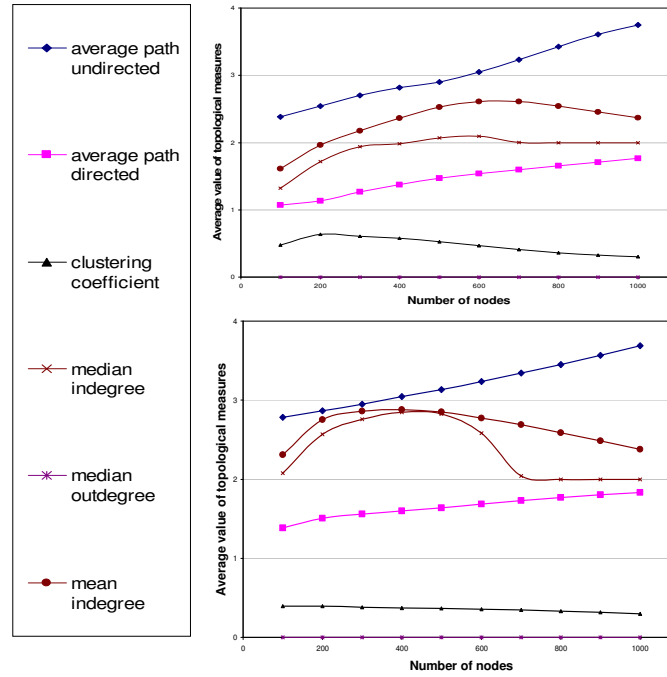 average path
undirected
average path
directed
clustering
coefficient
median
indegree
median
outdegree
mean
indegree
Average value of topological measures
4
3
2
1
0
0 200 400 600 800 1000
Number of nodes
Average value of topological measures
4
3
2
1
0
0 200 400 600 800 1000
Number of nodes